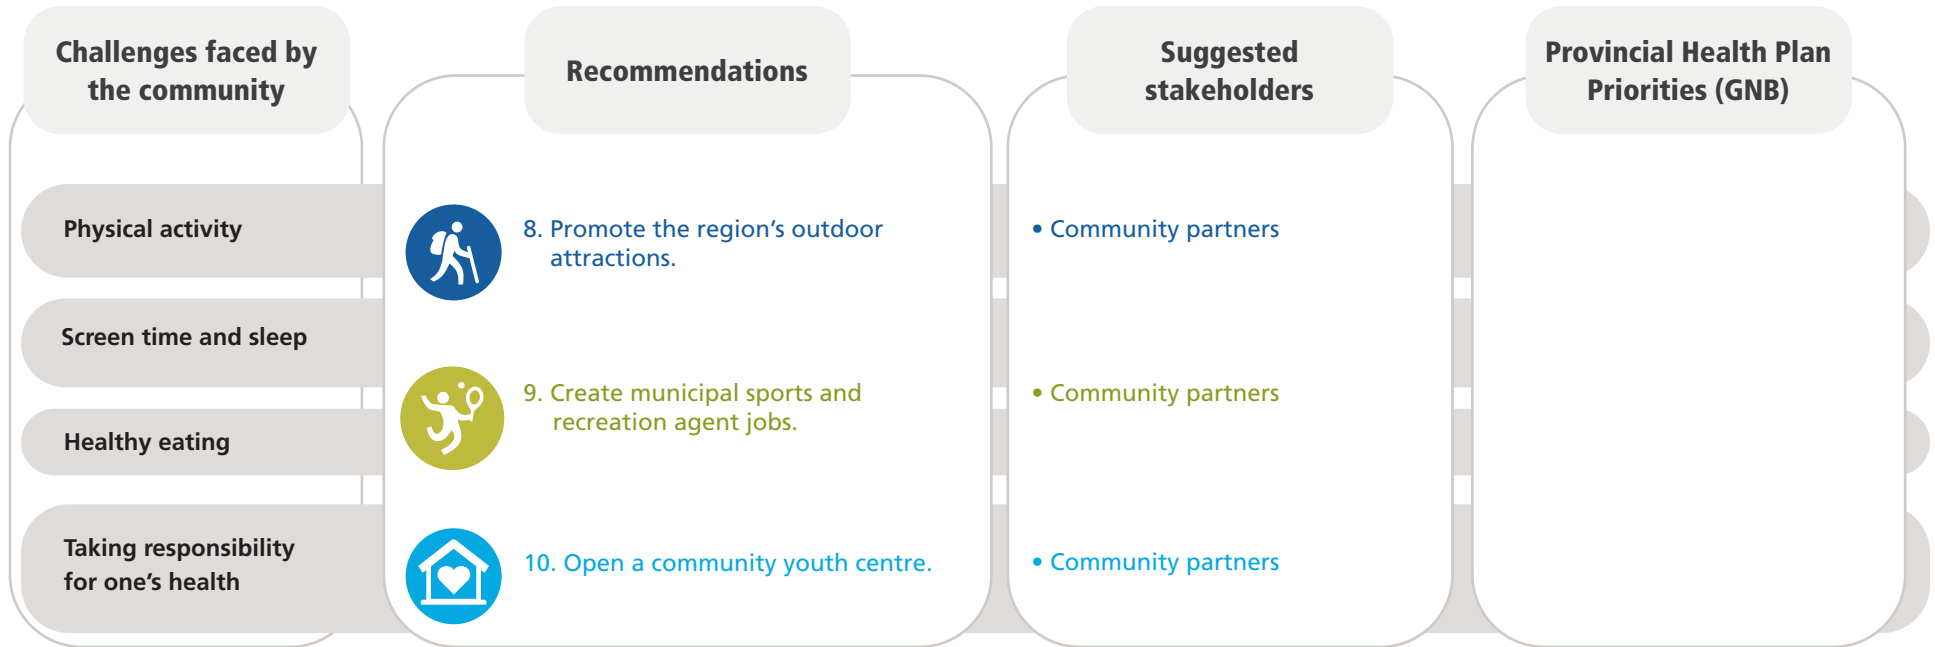 Challenges faced by
the community
Recommendations
Suggested
stakeholders
Provincial Health Plan
Priorities (GNB)
Physical activity
8. Promote the region’s outdoor
attractions.
• Community partners
Screen time and sleep
9. Create municipal sports and
recreation agent jobs.
• Community partners
Healthy eating
Taking responsibility
for one’s health
10. Open a community youth centre.
• Community partners